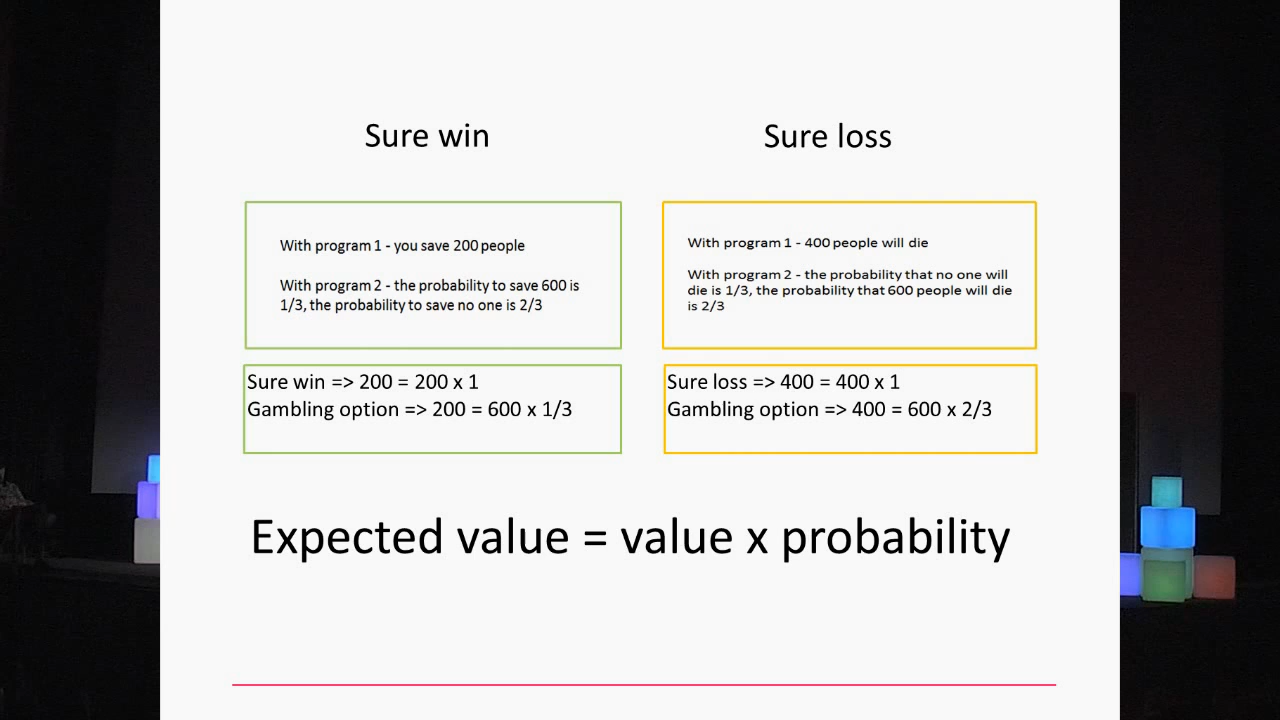 Sure win
Sure loss
With program 1 - you save 200 people
With program 2 - the probability to save 600 is
1/3, the probability to save no one is 2/3
With program 1 - 400 people will die
With program 2 - the probability that no one will
die is 1/3, the probability that 600 people will die
is 2/3
Sure win => 200 = 200 x 1
Gambling option => 200 = 600 x 1/3
Sure loss => 400 = 400 x 1
Gambling option => 400 = 600 x 2/3
Expected value = value x probability